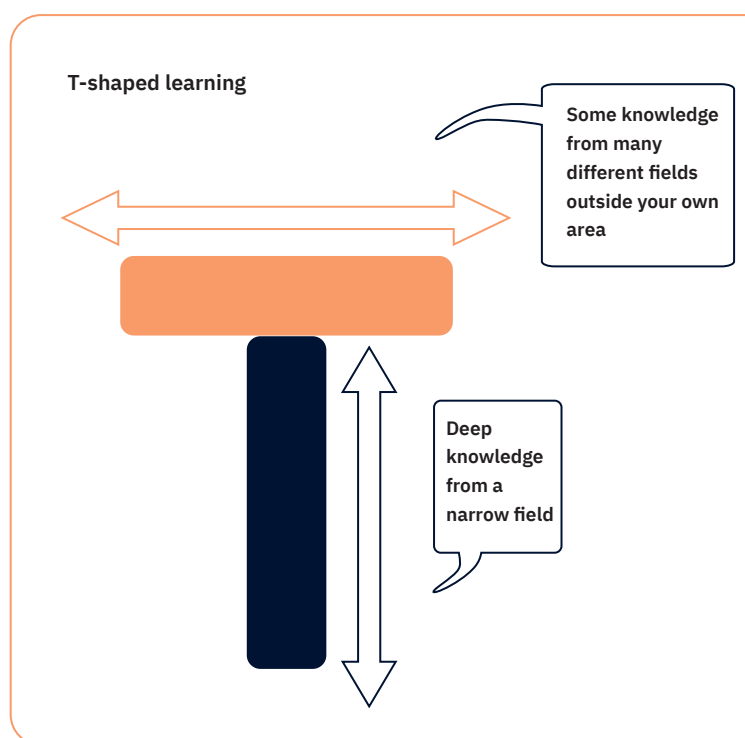 T-shaped learning
Some knowledge
from many
different fields
outside your own
area
Deep
knowledge
from a
narrow field